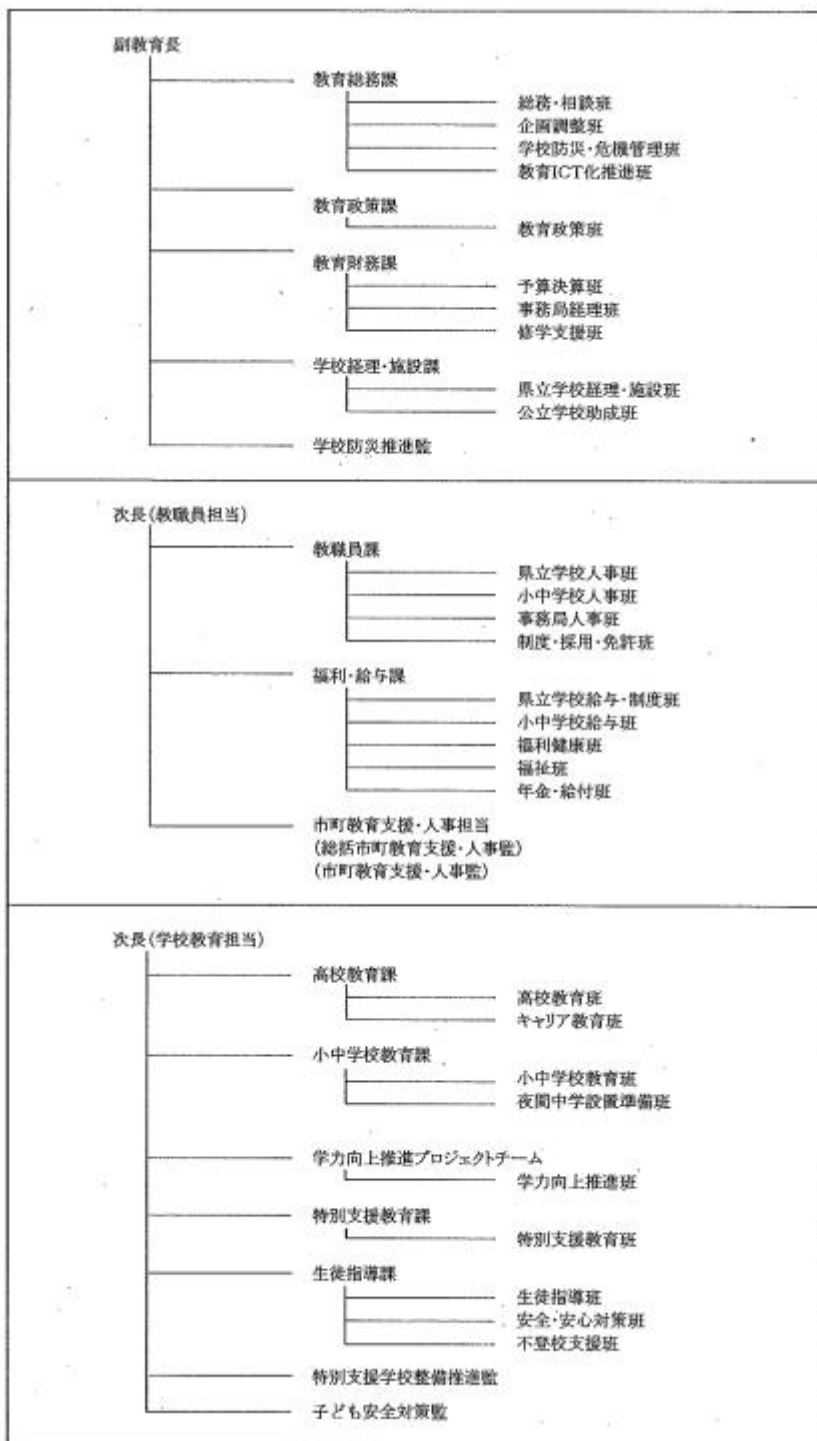 副教育長
教育総務課
総務・相談班
企画調整班
学校防災・危機管理班
教育ICT化推進班
教育政策課
教育政策班
教育財務課
予算決算班
事務局経理班
修学支援班
学校経理・施設課
県立学校経理・施設班
公立学校助成班
学校防災推進監
次長(教職員担当)
教職員課
県立学校人事班
小中学校人事班
事務局人事班
制度・採用・免許班
福利・給与課
県立学校給与・制度班
小中学校給与班
福利健康班
福祉班
年金・給付班
市町教育支援・人事担当
(総括市町教育支援・人事監)
(市町教育支援・人事監)
次長(学校教育担当)
高校教育課
高校教育班
キャリア教育班
小中学校教育課
小中学校教育班
夜間中学設置準備班
学力向上推進プロジェクトチーム
学力向上推進班
特別支援教育課
特別支援教育班
生徒指導課
生徒指導班
安全・安心対策班
不登校支援班
特別支援学校整備推進監
子ども安全対策監